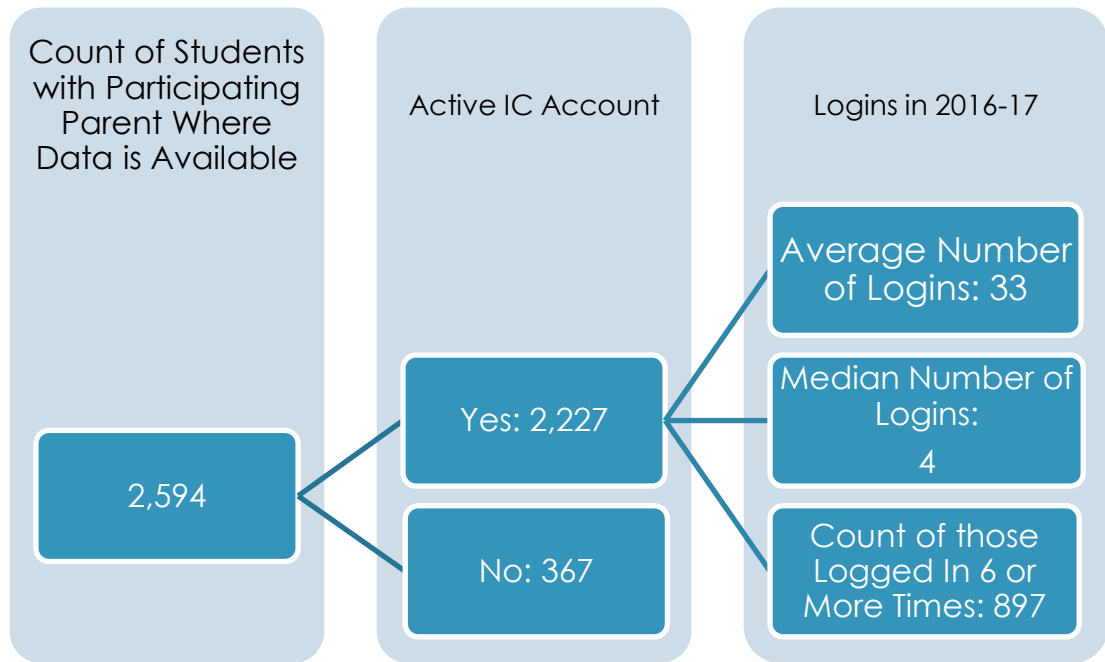 Count of Students
with Participating
Parent Where
Data is Available
2,594
Active IC Account
Yes: 2,227
No: 367
Logins in 2016-17
Average Number
of Logins: 33
Median Number of
Logins:
4
Count of those
Logged In 6 or
More Times: 897